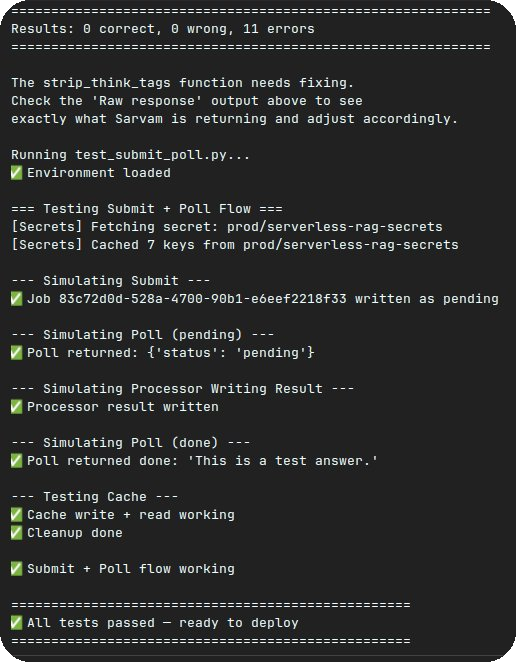 ============================================================
Results: 0 correct, 0 wrong, 11 errors
============================================================
The strip_think_tags function needs fixing.
Check the 'Raw response' output above to see
exactly what Sarvam is returning and adjust accordingly.
Running test_submit_poll.py...
✅ Environment loaded
=== Testing Submit + Poll Flow ===
[Secrets] Fetching secret: prod/serverless-rag-secrets
[Secrets] Cached 7 keys from prod/serverless-rag-secrets
--- Simulating Submit ---
✅ Job 83c72d0d-528a-4700-90b1-e6eef2218f33 written as pending
--- Simulating Poll (pending) ---
✅ Poll returned: {'status': 'pending'}
--- Simulating Processor Writing Result ---
✅ Processor result written
--- Simulating Poll (done) ---
✅ Poll returned done: 'This is a test answer.'
--- Testing Cache ---
✅ Cache write + read working
✅ Cleanup done
✅ Submit + Poll flow working
==================================================
✅ All tests passed — ready to deploy
==================================================